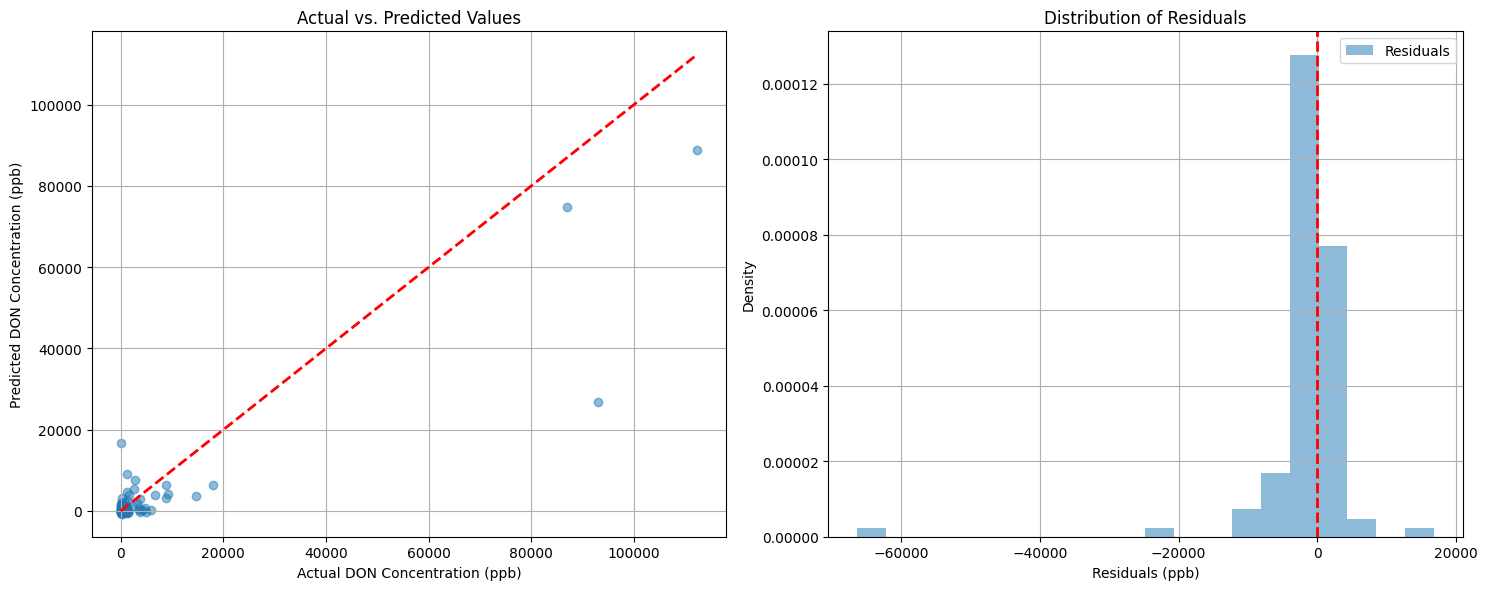 Actual vs. Predicted Values
Predicted DON Concentration (ppb)
100000
80000
60000
40000
20000
0
0 20000 40000 60000 80000 100000
Actual DON Concentration (ppb)
Distribution of Residuals
Residuals
Density
0.00012
0.00010
0.00008
0.00006
0.00004
0.00002
0.00000
−60000 −40000 −20000 0 20000
Residuals (ppb)